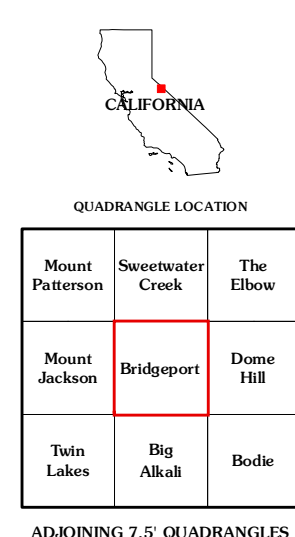 CALIFORNIA
QUADRANGLE LOCATION
Mount Patterson
Sweetwater Creek
The Elbow
Mount Jackson
Bridgeport
Dome Hill
Twin Lakes
Big Alkali
Bodie
ADJOINING 7.5' QUADRANGLES